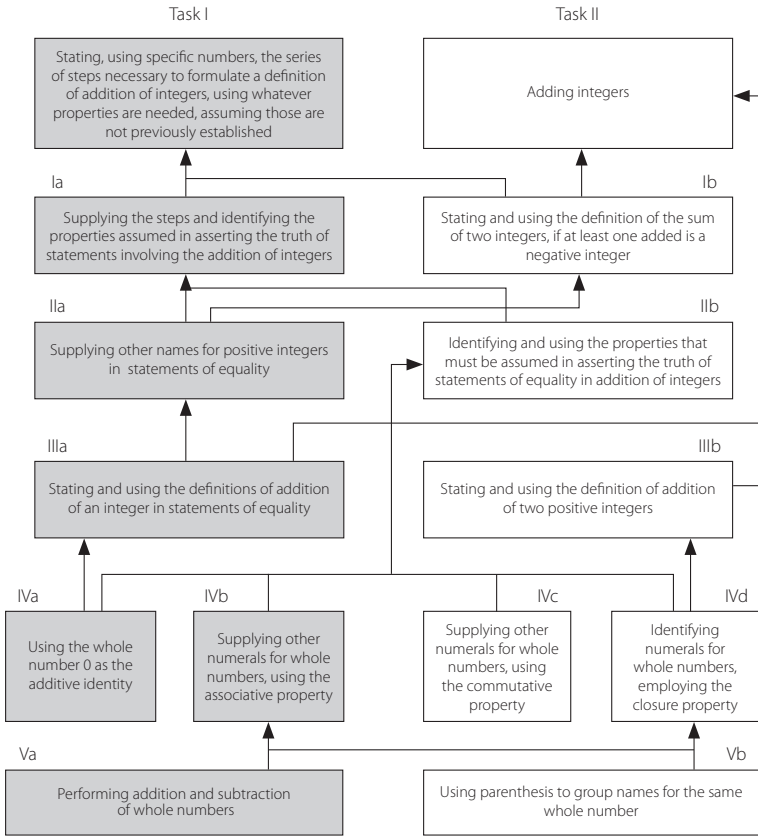 Task I
Task II
Stating, using specific numbers, the series
of steps necessary to formulate a definition
of addition of integers, using whatever
properties are needed, assuming those are
not previously established
Adding integers
Ia
Ib
Supplying the steps and identifying the
properties assumed in asserting the truth of
statements involving the addition of integers
Stating and using the definition of the sum
of two integers, if at least one added is a
negative integer
IIa
IIb
Supplying other names for positive integers
in statements of equality
Identifying and using the properties that
must be assumed in asserting the truth of
statements of equality in addition of integers
IIIa
IIIb
Stating and using the definitions of addition
of an integer in statements of equality
Stating and using the definition of addition
of two positive integers
IVa
IVb
IVc
IVd
Using the whole
number 0 as the
additive identity
Supplying other
numerals for whole
numbers, using the
associative property
Supplying other
numerals for whole
numbers, using
the commutative
property
Identifying
numerals for
whole numbers,
employing the
closure property
Va
Vb
Performing addition and subtraction
of whole numbers
Using parenthesis to group names for the same
whole number